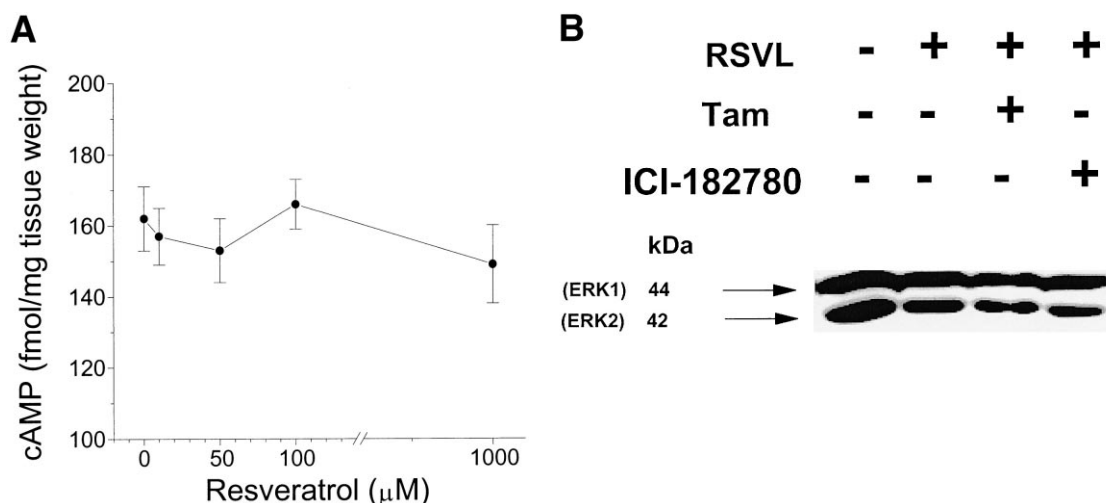 A
cAMP (fmol/mg tissue weight)
200
180
160
140
120
100
0 50 100 1000
Resveratrol (μM)
B
RSVL - + + +
Tam - - + -
ICI-182780 - - - +
kDa
(ERK1) 44
(ERK2) 42